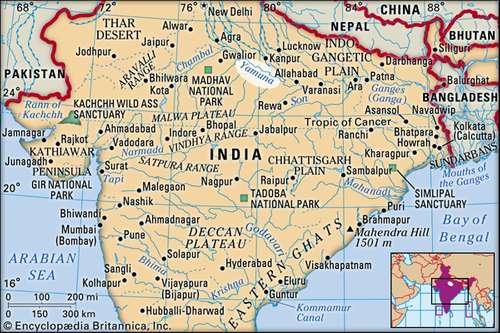 72° E
76°
New Delhi
80°
84°
CHINA
88°
THAR
DESERT
Alwar
NEPAL
BHUTAN
Jaipur
Agra
Lucknow
INDO
GANGETIC
PLAIN
Siliguri
Jodhpur
Chambal
Gwalior
Kanpur
Darbhanga
PAKISTAN
ARAVALLI
RANGE
Kota
Yamuna
Allahabad
Patna
Balurghat
Bhilwara
MADHAV
NATIONAL
PARK
Varanasi
Ara
Ganges
(Ganga)
BANGLADESH
24°
Rann of
Kachchh
KACHCHH WILD ASS
SANCTUARY
Rewa
Son
Asansol
Navadwip
MALWA PLATEAU
Tropic of Cancer
Jamnagar
Ahmadabad
Indore
Bhopal
Jabalpur
Ranchi
Bhatpara
Kolkata
(Calcutta)
Rajkot
Vadodara
Narmada
VINDHYA RANGE
Howrah
KATHIAWAR
PENINSULA
Kharagpur
SUNDARBANS
Junagadh
Surat
SATPURA RANGE
INDIA
CHHATTISGARH
PLAIN
Sambalpur
Mouths of
the Ganges
GIR NATIONAL
PARK
Tapi
Nagpur
Raipur
Mahanadi
SIMLIPAL
SANCTUARY
20°
Malegaon
TADOBA
NATIONAL PARK
Nashik
Puri
Bhiwandi
Ahmadnagar
Brahmapur
Bay of
Bengal
Mumbai
(Bombay)
Pune
DECCAN
PLATEAU
Godavari
EASTERN GHATS
Mahendra Hill
1501 m
Solapur
Visakhapatnam
ARABIAN
SEA
Bhima
Hyderabad
Sangli
Eluru
16°
Kolhapur
Vijayapura
(Bijapur)
Krishna
Guntur
0 100 200 mi
0 150 300 km
Hubballi-Dharwad
Kommamur
Canal
© Encyclopædia Britannica, Inc.